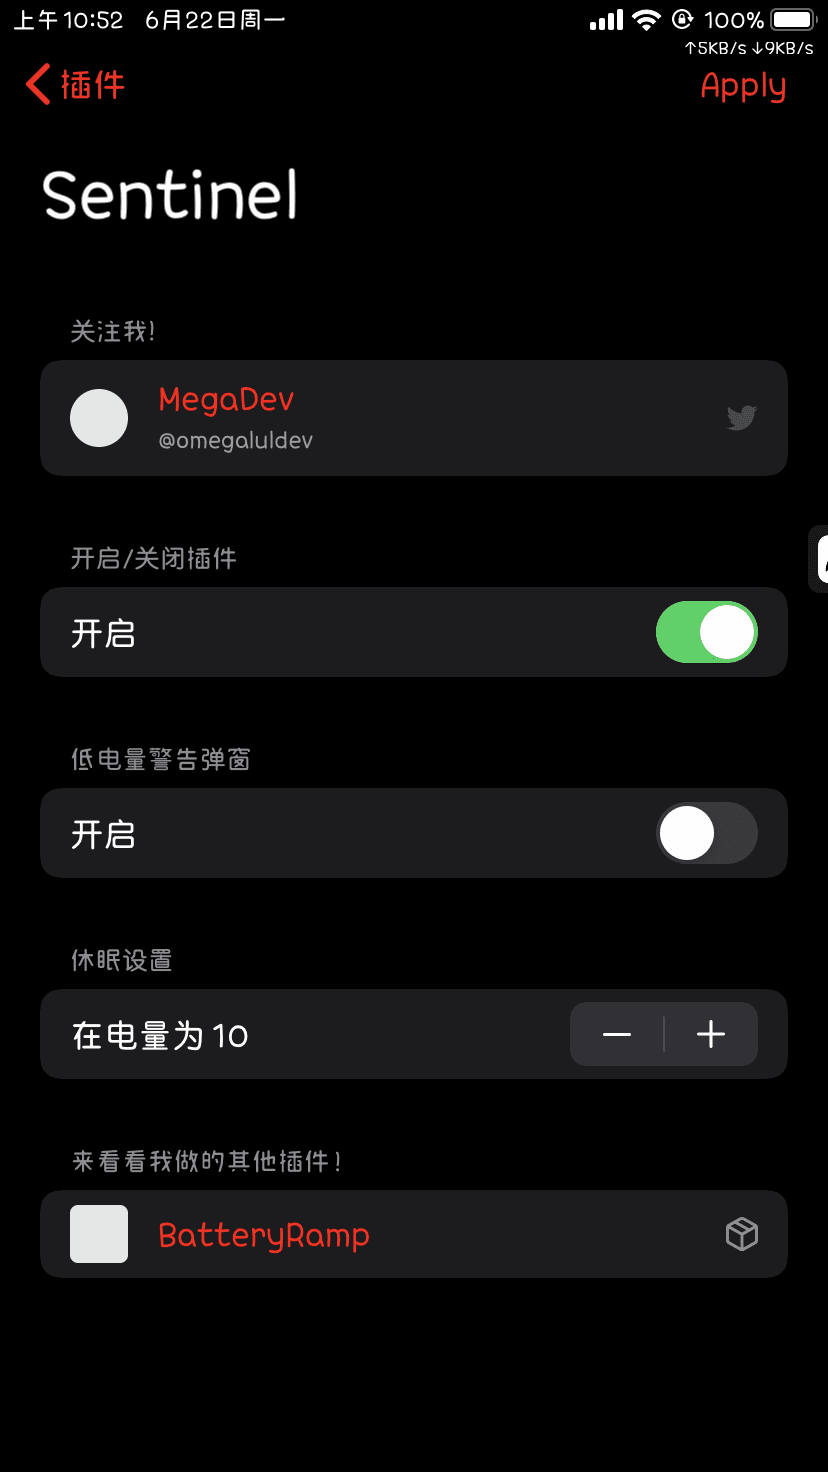 上午10:52 6月22日周一 100%
↑5KB/s ↓9KB/s
插件 Apply
Sentinel
关注我!
MegaDev
@omegaluldev
开启/关闭插件
开启
低电量警告弹窗
开启
休眠设置
在电量为 10
来看看我做的其他插件!
BatteryRamp